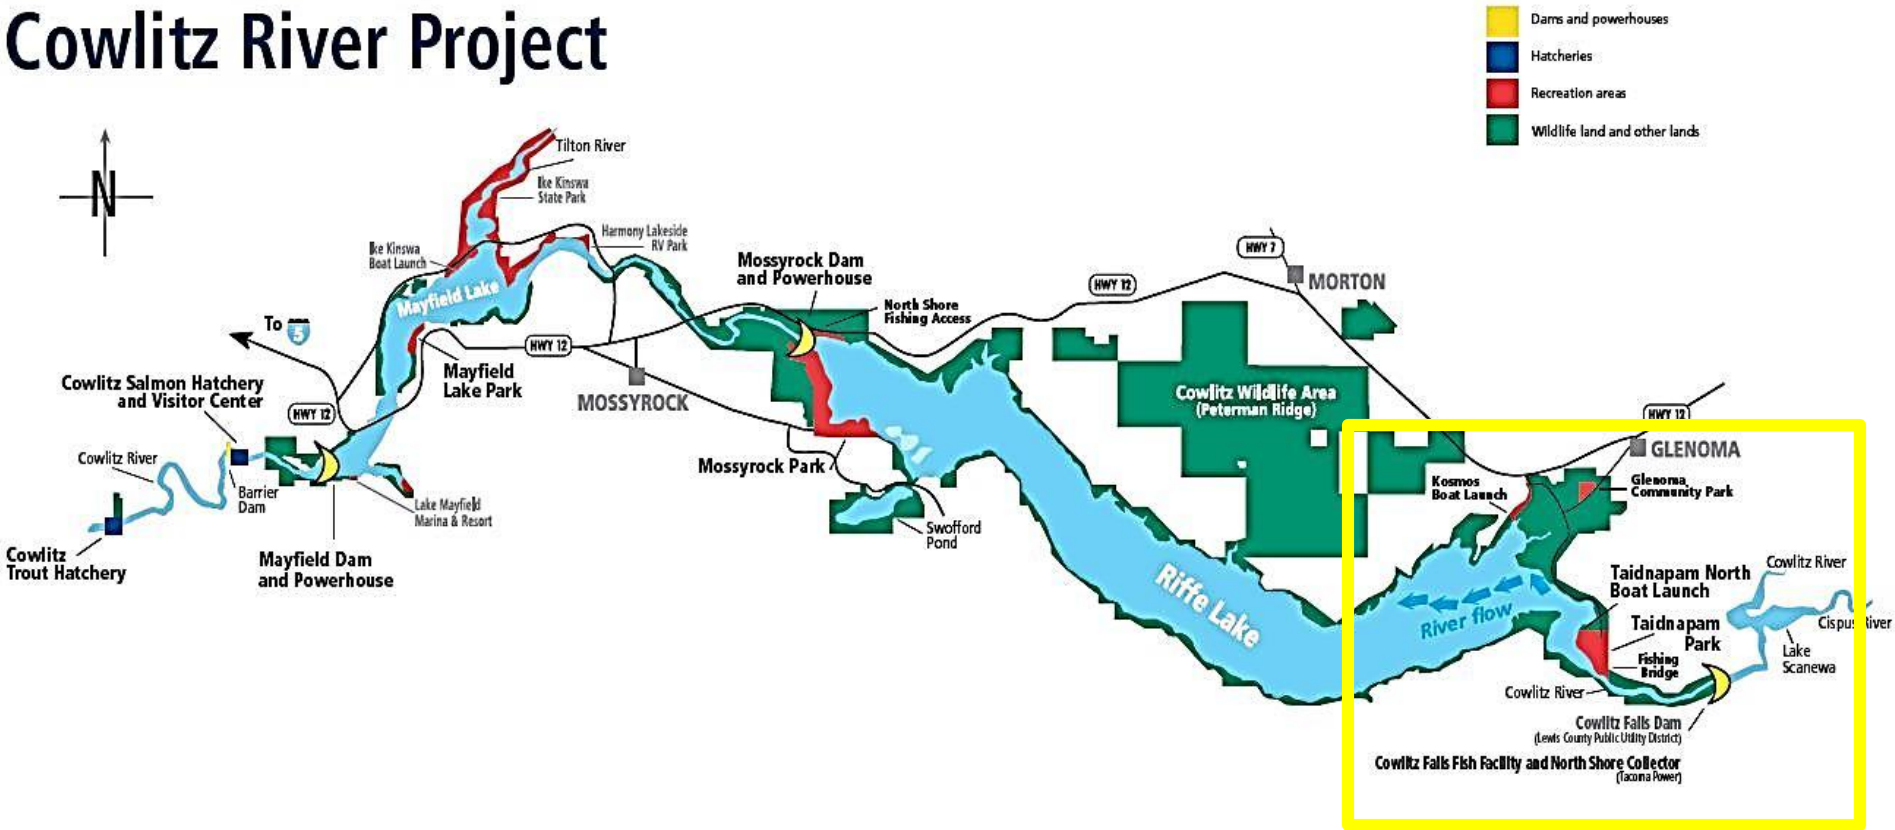 Cowlitz River Project
Dams and powerhouses
Hatcheries
Recreation areas
Wildlife land and other lands
N
Tilton River
Ike Kinswa
State Park
Harmony Lakeside
RV Park
Ike Kinswa
Boat Launch
Mayfield Lake
To 5
HWY 12
Mayfield
Lake Park
MOSSYROCK
Mossyrock Dam
and Powerhouse
North Shore
Fishing Access
HWY 12
HWY 7
MORTON
Cowlitz Wildlife Area
(Peterman Ridge)
HWY 12
GLENOMA
Cowlitz Salmon Hatchery
and Visitor Center
HWY 12
Cowlitz River
Barrier
Dam
Cowlitz
Trout Hatchery
Mayfield Dam
and Powerhouse
Lake Mayfield
Marina & Resort
Mossyrock Park
Swofford
Pond
Riffe Lake
River flow
Kosmos
Boat Launch
Glenoma
Community Park
Taidnapam North
Boat Launch
Taidnapam
Park
Fishing
Bridge
Cowlitz River
Cowlitz River
Cispus River
Lake
Scanewa
Cowlitz Falls Dam
(Lewis County Public Utility District)
Cowlitz Falls Fish Facility and North Shore Collector
(Tacoma Power)